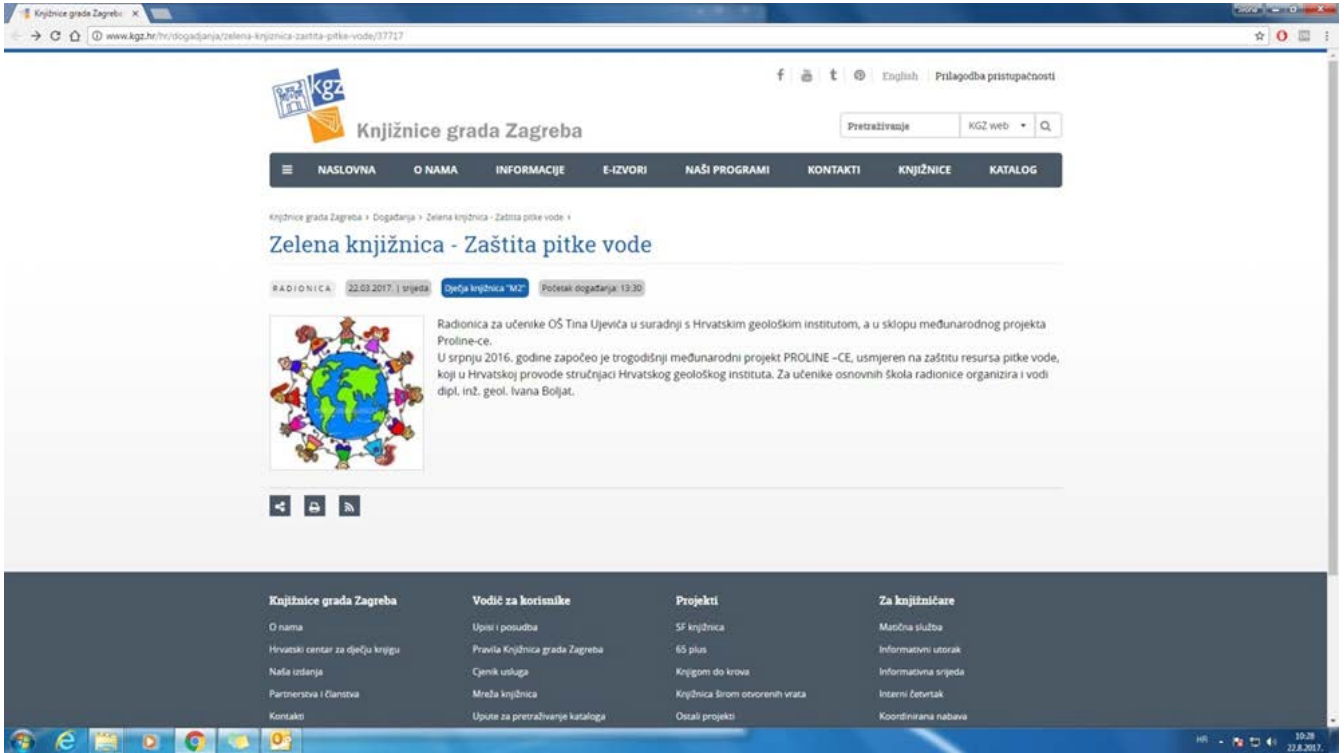 Knjižnice grada Zagreb
www.kgz.hr/hr/dogadjanja/zelena-knjiznica-zastita-pitke-vode/37717
kgz
Knjižnice grada Zagreba
English Prilagodba pristupačnosti
Pretraživanje KGZ web
NASLOVNA O NAMA INFORMACIJE E-IZVORI NAŠI PROGRAMI KONTAKTI KNJIŽNICE KATALOG
Knjižnice grada Zagreba › Događanja › Zelena knjižnica - Zaštita pitke vode ›
Zelena knjižnica - Zaštita pitke vode
RADIONICA 22.03.2017. | srijeda Dječja knjižnica "M2" Početak događanja: 13:30
Radionica za učenike OŠ Tina Ujevića u suradnji s Hrvatskim geološkim institutom, a u sklopu međunarodnog projekta
Proline-ce.
U srpnju 2016. godine započeo je trogodišnji međunarodni projekt PROLINE –CE, usmjeren na zaštitu resursa pitke vode,
koji u Hrvatskoj provode stručnjaci Hrvatskog geološkog instituta. Za učenike osnovnih škola radionice organizira i vodi
dipl. inž. geol. Ivana Boljat.
Knjižnice grada Zagreba Vodič za korisnike Projekti Za knjižničare
O nama Upisi i posudba SF knjižnica Matična služba
Hrvatski centar za dječju knjigu Pravila Knjižnica grada Zagreba 65 plus Informativni utorak
Naša izdanja Cjenik usluga Knjigom do krova Informativna srijeda
Partnerstva i članstva Mreža knjižnica Knjižnica širom otvorenih vrata Interni četvrtak
Kontakti Upute za pretraživanje kataloga Ostali projekti Koordinirana nabava
HR 10:28
22.8.2017.